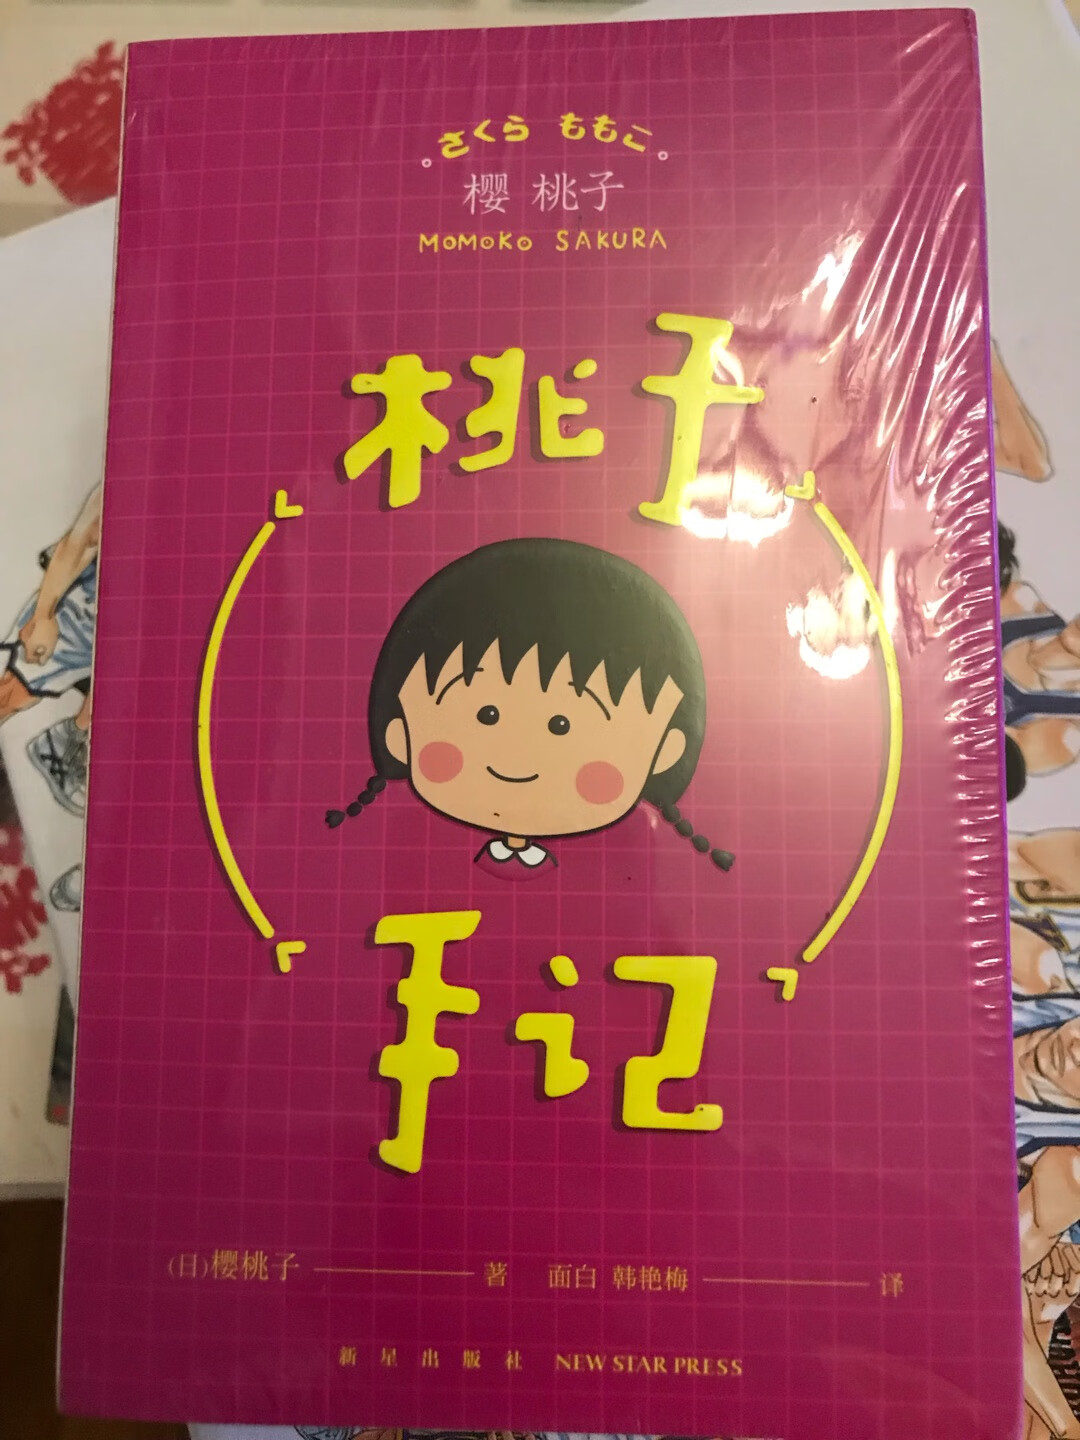 さくら ももこ
樱 桃子
MOMOKO SAKURA
桃子
手记
(日)樱桃子 著 面白 韩艳梅 译
新星出版社 NEW STAR PRESS